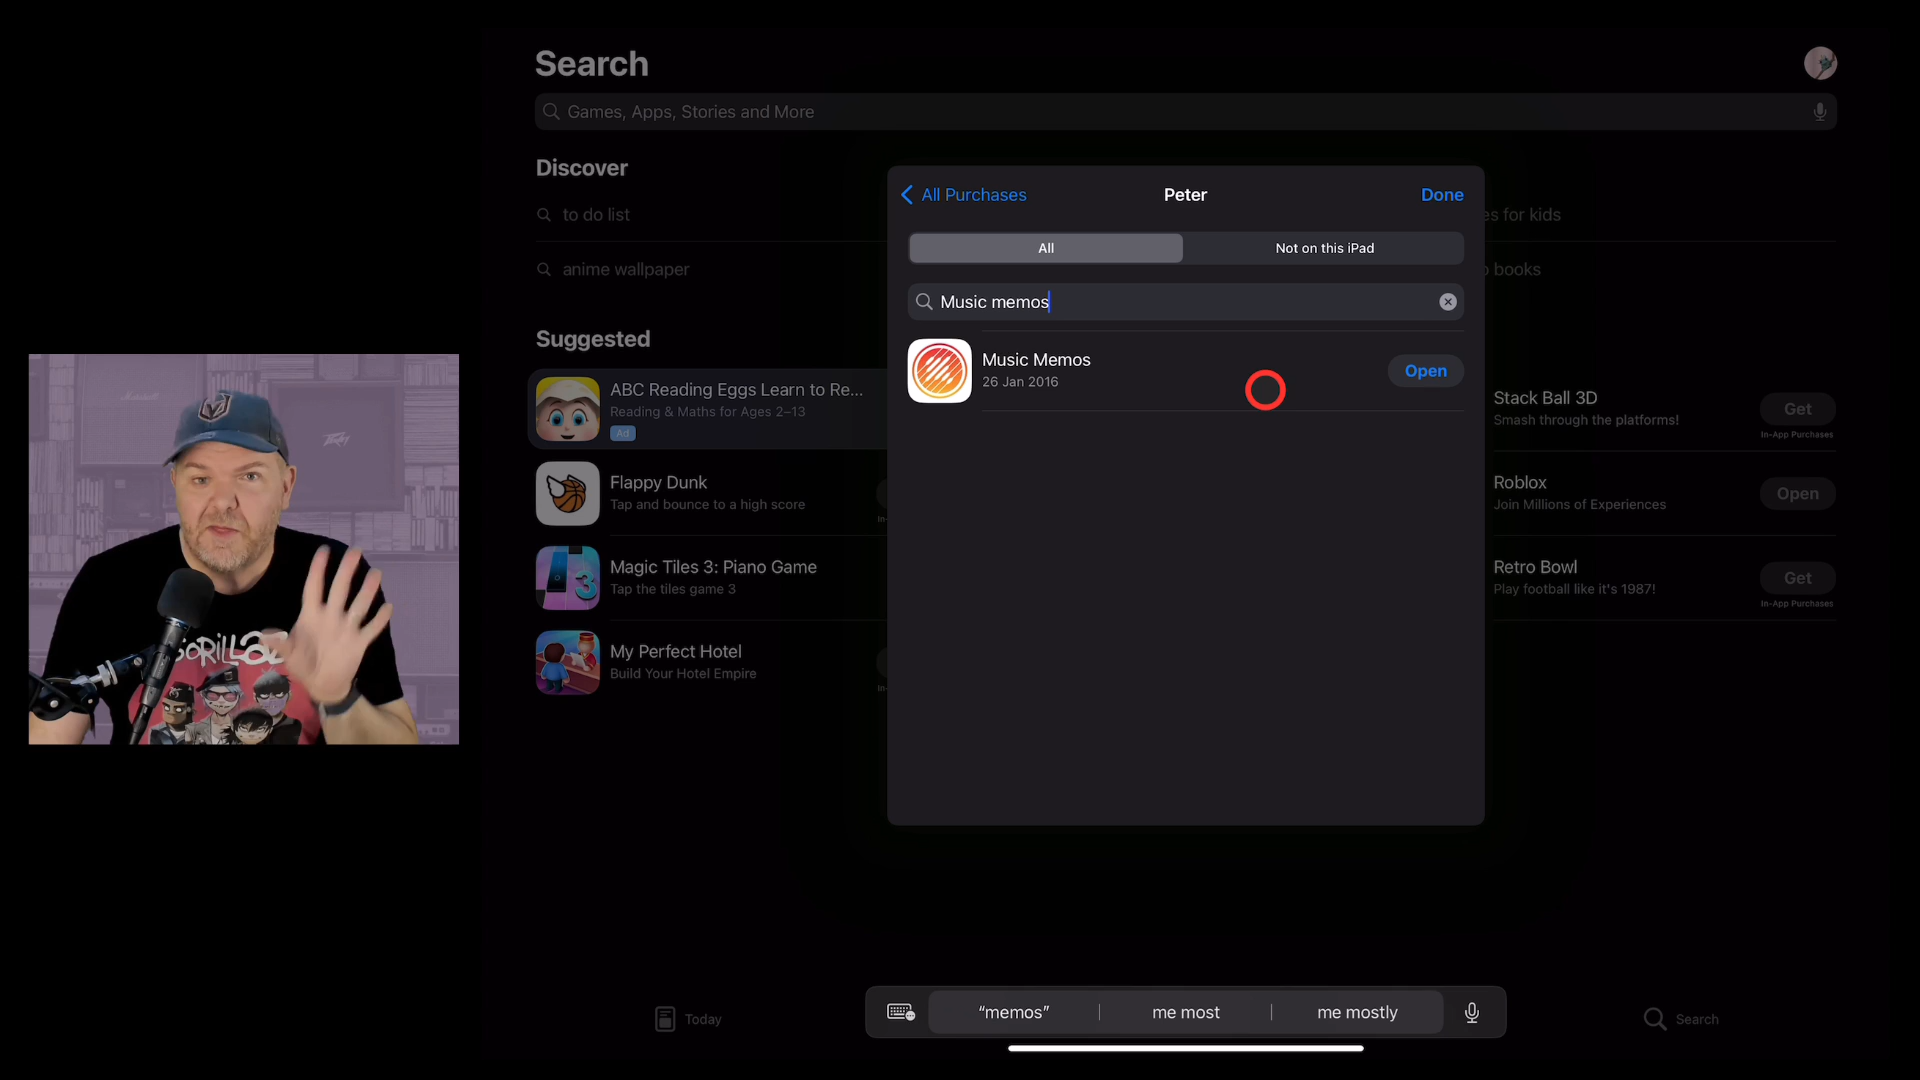 Search
Games, Apps, Stories and More
Discover
to do list
es for kids
anime wallpaper
books
Suggested
ABC Reading Eggs Learn to Re...
Reading & Maths for Ages 2–13
Ad
Flappy Dunk
Tap and bounce to a high score
In-
Magic Tiles 3: Piano Game
Tap the tiles game 3
My Perfect Hotel
Build Your Hotel Empire
In-
Stack Ball 3D
Smash through the platforms!
Get
In-App Purchases
Roblox
Join Millions of Experiences
Open
Retro Bowl
Play football like it's 1987!
Get
In-App Purchases
All Purchases
Peter
Done
All
Not on this iPad
Music memos
Music Memos
26 Jan 2016
Open
Marshall
Peavey
GORILLAZ
Today
“memos”
me most
me mostly
Search